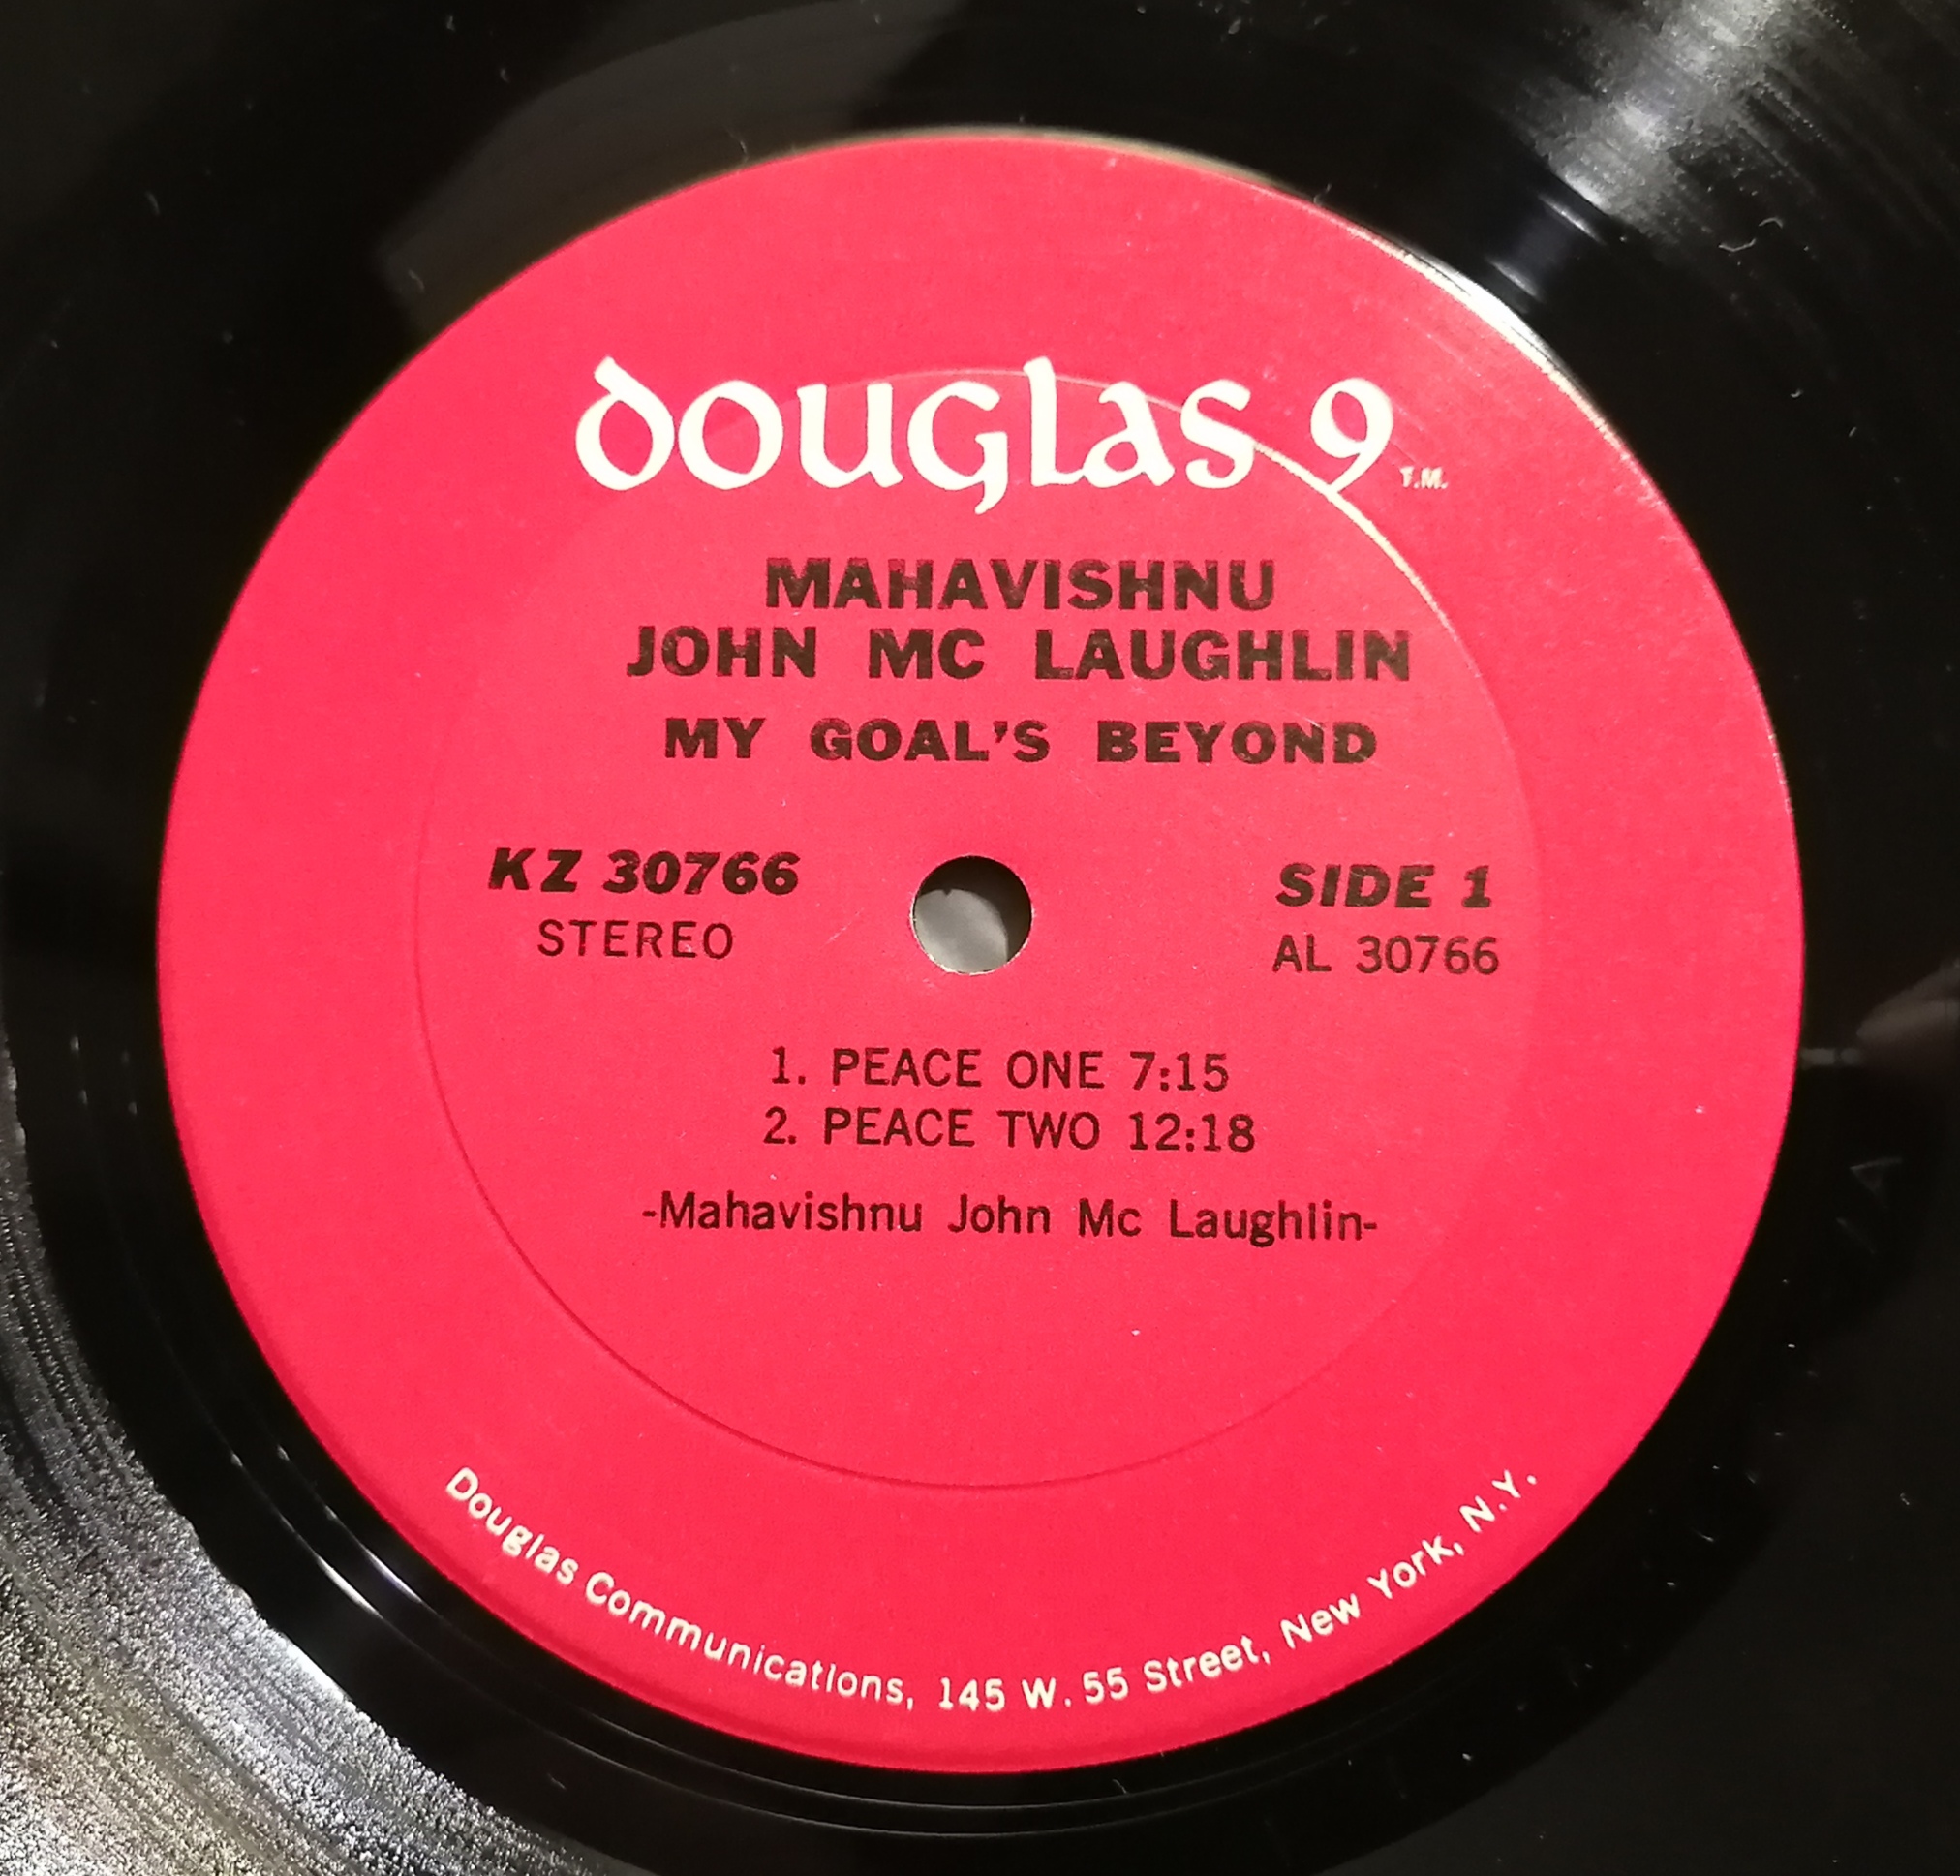 douglas 9 T.M.
MAHAVISHNU
JOHN MC LAUGHLIN
MY GOAL'S BEYOND
KZ 30766
STEREO
SIDE 1
AL 30766
1. PEACE ONE 7:15
2. PEACE TWO 12:18
-Mahavishnu John Mc Laughlin-
Douglas Communications, 145 W. 55 Street, New York, N.Y.